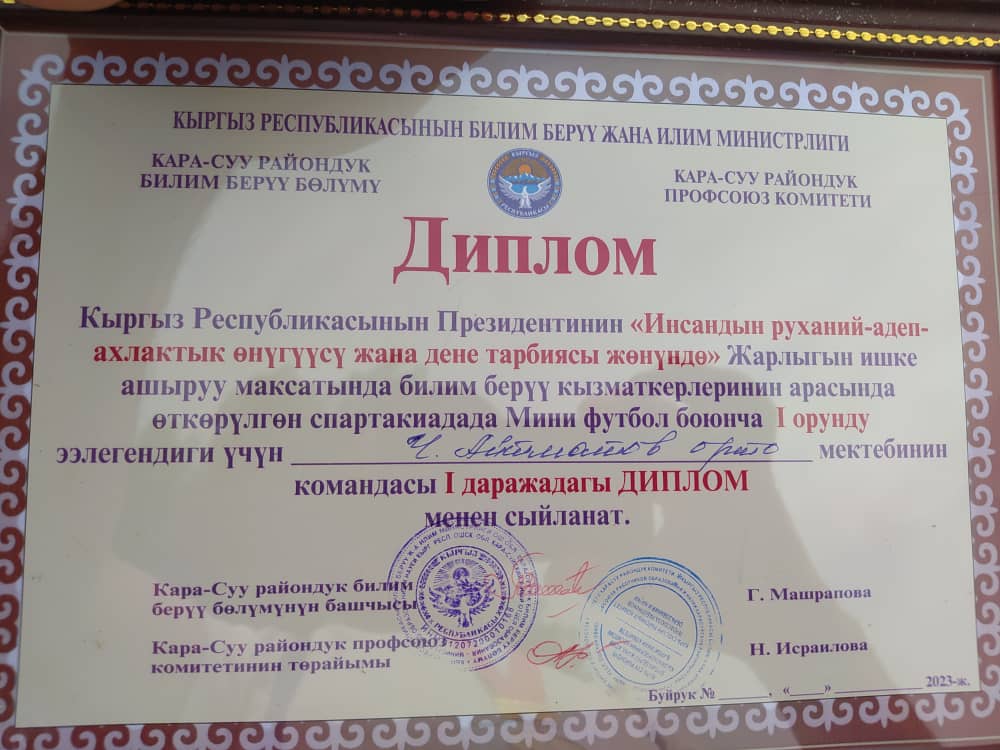 КЫРГЫЗ РЕСПУБЛИКАСЫНЫН БИЛИМ БЕРҮҮ ЖАНА ИЛИМ МИНИСТРЛИГИ
КАРА-СУУ РАЙОНДУК
БИЛИМ БЕРҮҮ БӨЛҮМҮ
КАРА-СУУ РАЙОНДУК
ПРОФСОЮЗ КОМИТЕТИ
Диплом
Кыргыз Республикасынын Президентинин «Инсандын руханий-адеп-
ахлактык өнүгүүсү жана дене тарбиясы жөнүндө» Жарлыгын ишке
ашыруу максатында билим берүү кызматкерлеринин арасында
өткөрүлгөн спартакиадада Мини футбол боюнча I орунду
ээлегендиги үчүн Ч. Айтматов орто мектебинин
командасы I даражадагы ДИПЛОМ
менен сыйланат.
Кара-Суу райондук билим
берүү бөлүмүнүн башчысы
Г. Машрапова
Кара-Суу райондук профсоюз
комитетинин төрайымы
Н. Исраилова
Буйрук № ______, «____» ____________ 2023-ж.